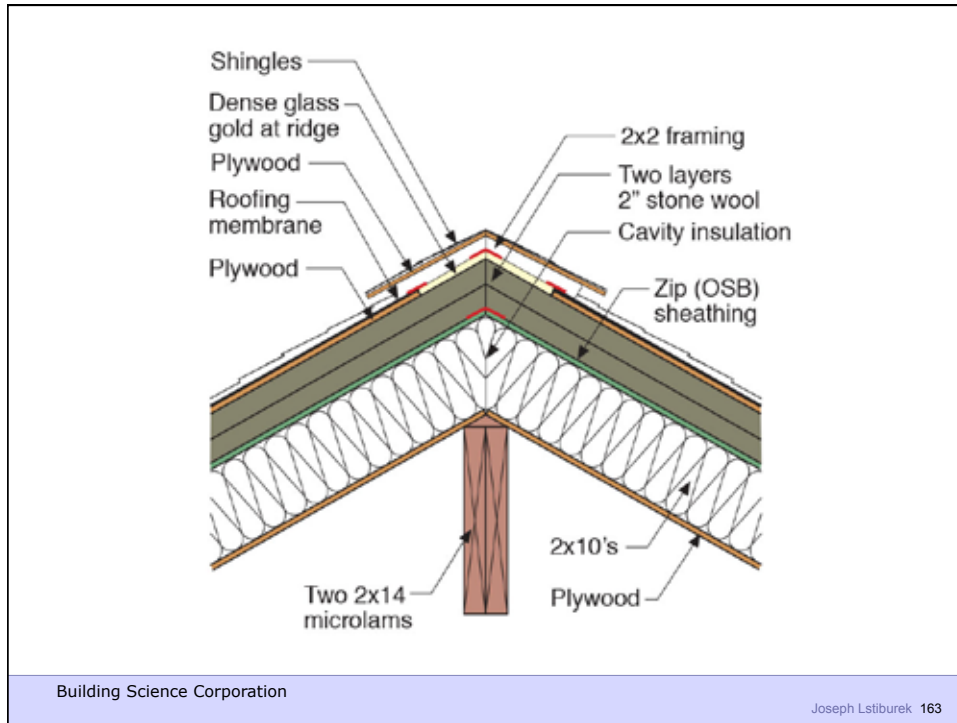 Shingles
Dense glass
gold at ridge
Plywood
Roofing
membrane
Plywood
2x2 framing
Two layers
2" stone wool
Cavity insulation
Zip (OSB)
sheathing
2x10's
Plywood
Two 2x14
microlams
Building Science Corporation
Joseph Lstiburek 163